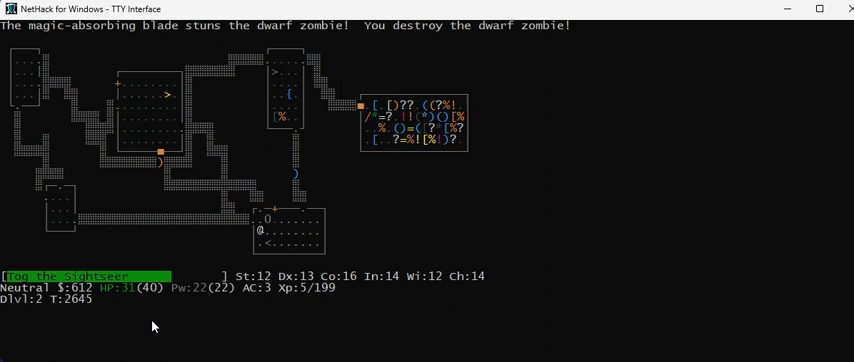 NetHack for Windows - TTY Interface
The magic-absorbing blade stuns the dwarf zombie!  You destroy the dwarf zombie!
[Tog the Sightseer           ] St:12 Dx:13 Co:16 In:14 Wi:12 Ch:14
Neutral $:612 HP:31(40) Pw:22(22) AC:3 Xp:5/199
Dlvl:2 T:2645